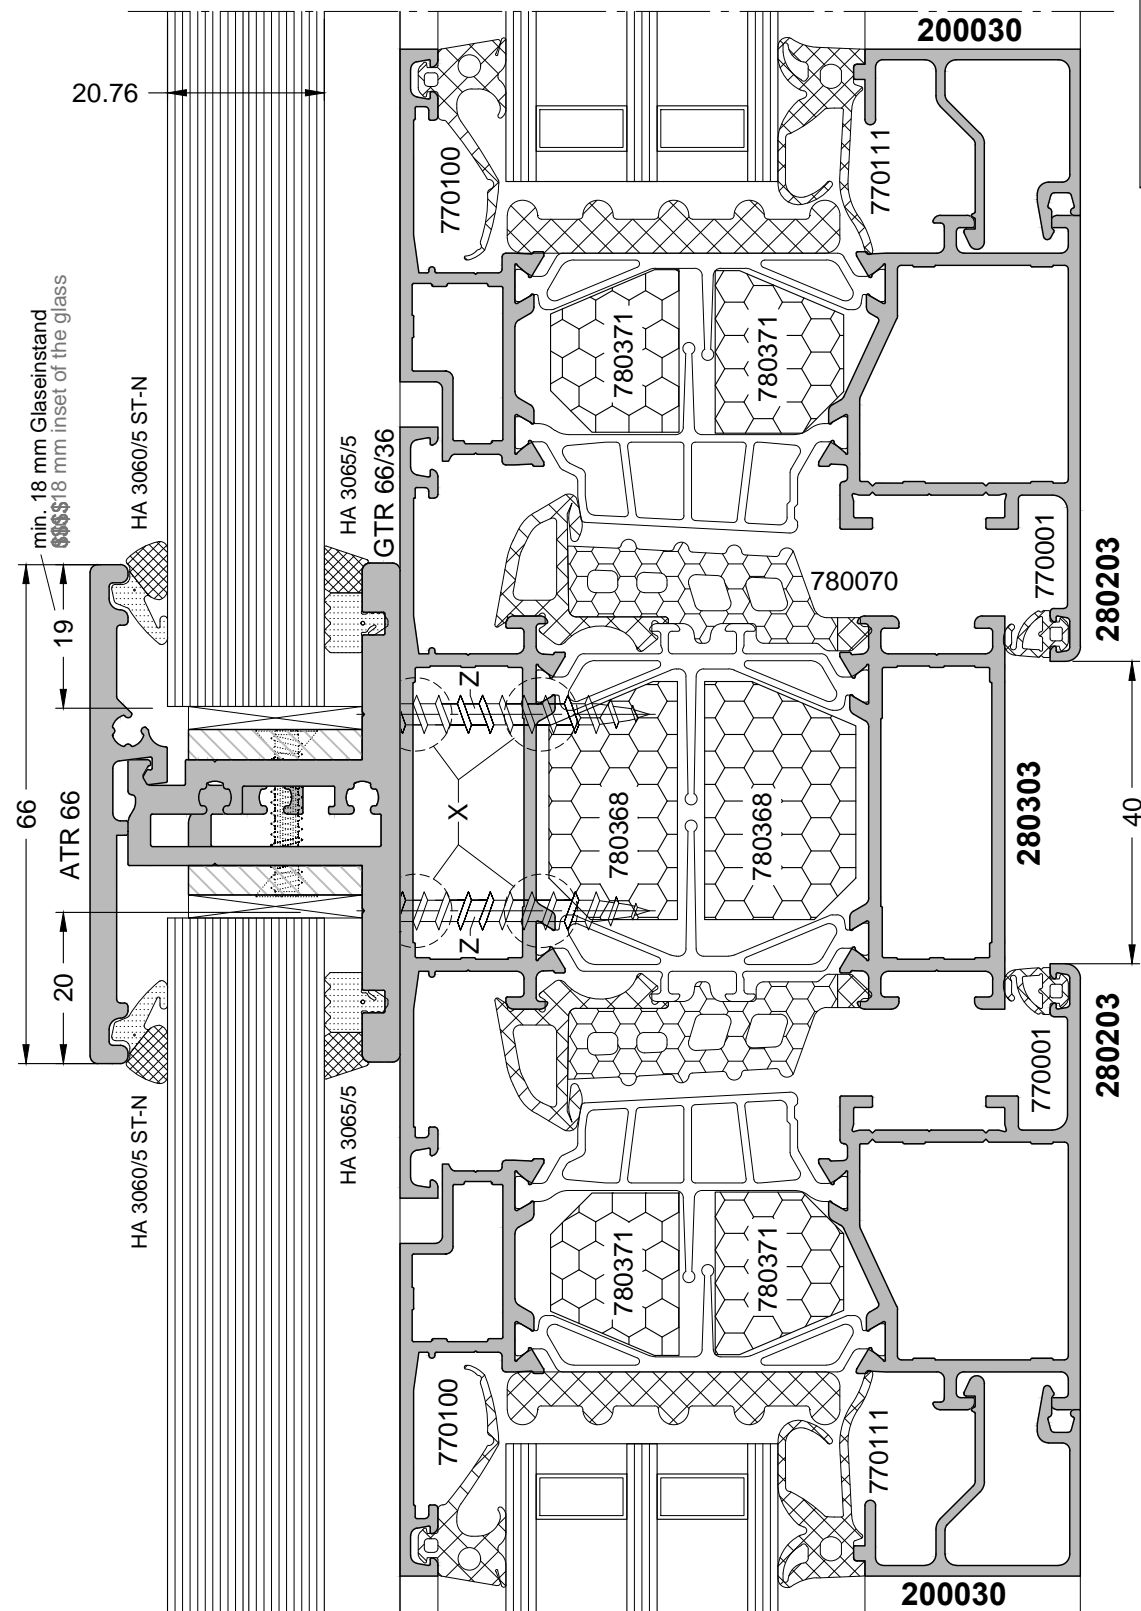 200030
20.76
770100
770111
min. 18 mm Glaseinstand
18 mm inset of the glass
HA 3060/5 ST-N
HA 3065/5
GTR 66/36
780371
780371
780070
770001
280203
19
66
ATR 66
20
Z
X
Z
780368
780368
280303
40
HA 3060/5 ST-N
HA 3065/5
770001
280203
780371
780371
770100
770111
200030